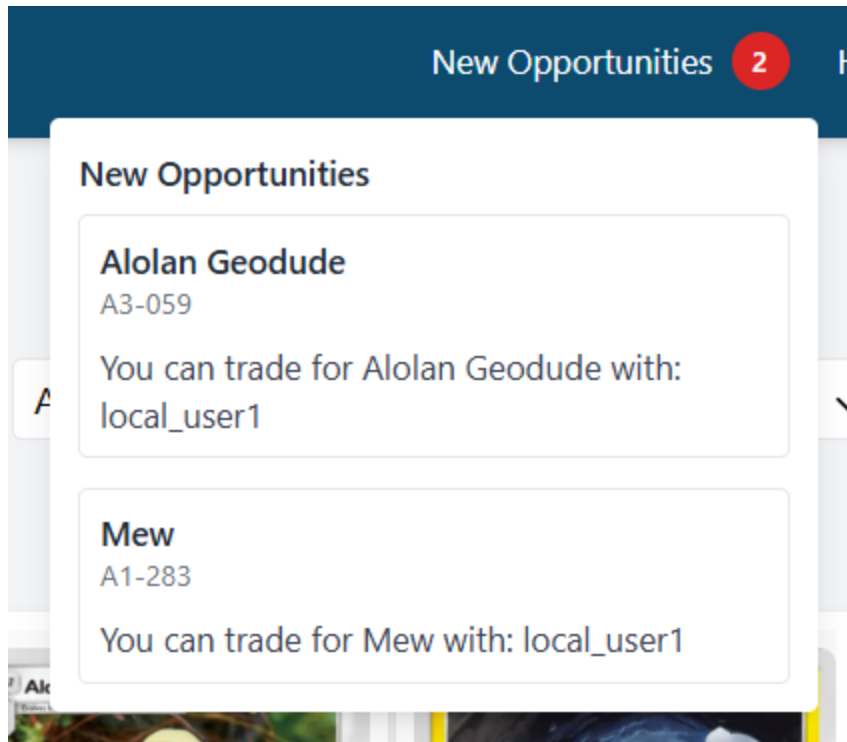 New Opportunities 2
New Opportunities
Alolan Geodude
A3-059
You can trade for Alolan Geodude with:
local_user1
Mew
A1-283
You can trade for Mew with: local_user1